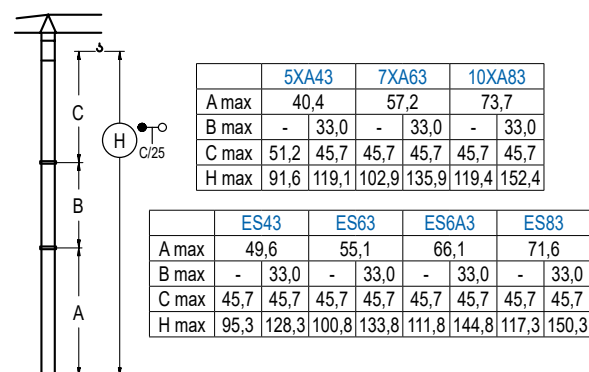 5XA43 7XA63 10XA83
A max 40,4 57,2 73,7
B max - 33,0 - 33,0 - 33,0
C max 51,2 45,7 45,7 45,7 45,7 45,7
H max 91,6 119,1 102,9 135,9 119,4 152,4
C
H
C/25
B
A
ES43 ES63 ES6A3 ES83
A max 49,6 55,1 66,1 71,6
B max - 33,0 - 33,0 - 33,0 - 33,0
C max 45,7 45,7 45,7 45,7 45,7 45,7 45,7 45,7
H max 95,3 128,3 100,8 133,8 111,8 144,8 117,3 150,3